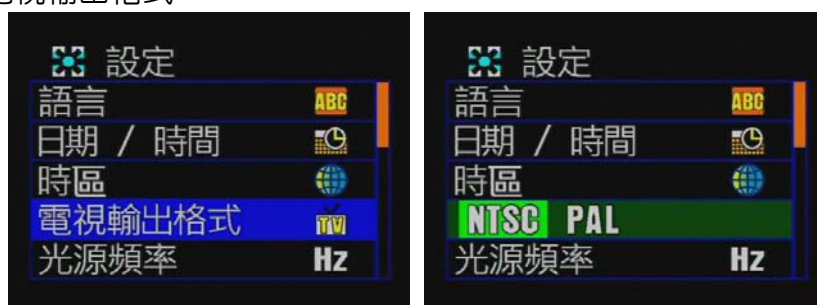 電視輸出格式
設定
語言 ABC
日期 / 時間
時區
電視輸出格式 TV
光源頻率 Hz
設定
語言 ABC
日期 / 時間
時區
NTSC PAL
光源頻率 Hz